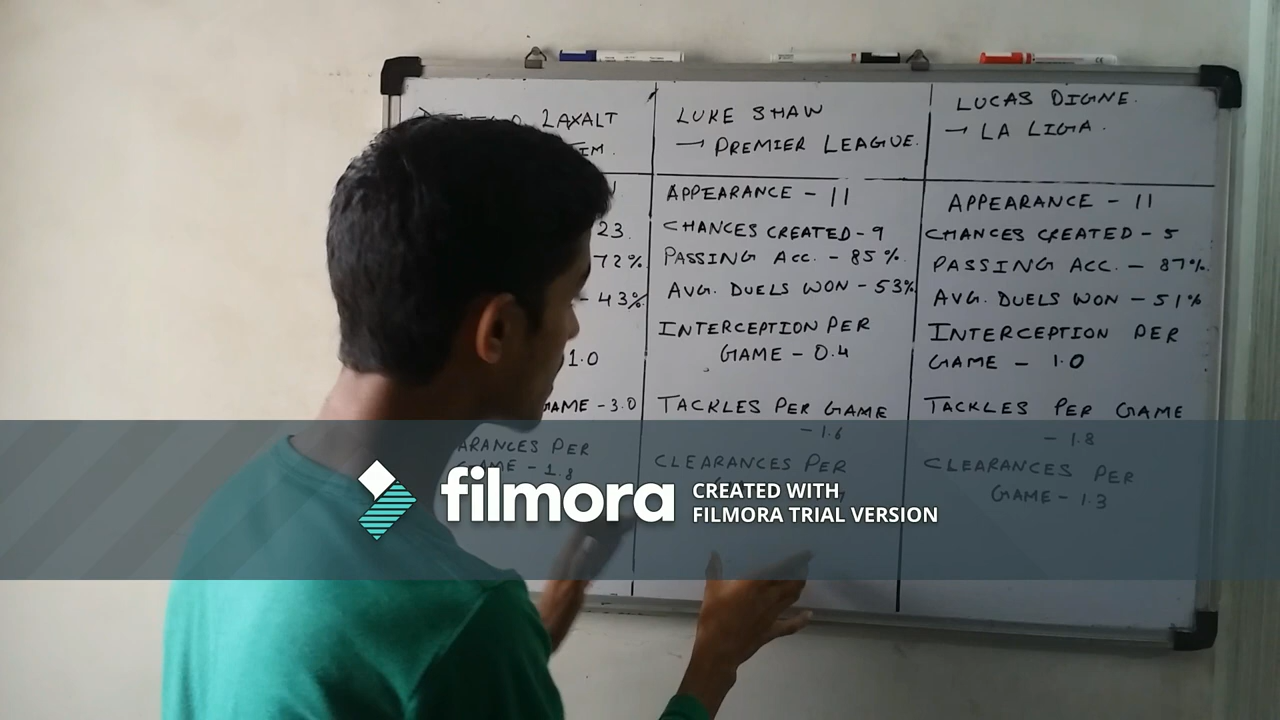 LAXALT
LUKE SHAW
→ PREMIER LEAGUE.
LUCAS DIGNE.
→ LA LIGA.
23.
72%
- 43%
1.0
GAME - 3.0
ARANCES PER
GAME - 1.8
APPEARANCE - 11
CHANCES CREATED - 9
PASSING ACC. - 85%.
AVG. DUELS WON - 53%
INTERCEPTION PER
GAME - 0.4
TACKLES PER GAME
- 1.6
CLEARANCES PER
APPEARANCE - 11
CHANCES CREATED - 5
PASSING ACC. - 87%.
AVG. DUELS WON - 51%
INTERCEPTION PER
GAME - 1.0
TACKLES PER GAME
- 1.8
CLEARANCES PER
GAME - 1.3
filmora
CREATED WITH
FILMORA TRIAL VERSION